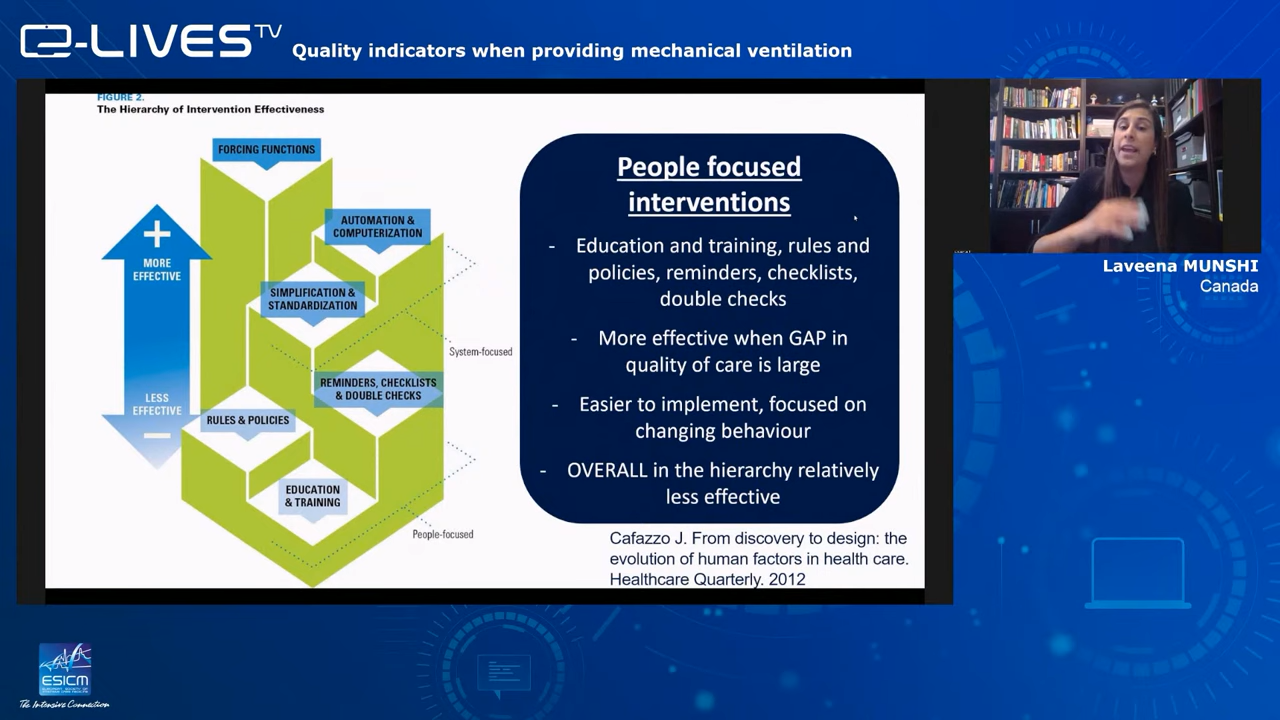 e-LIVES TV
Quality indicators when providing mechanical ventilation
FIGURE 2.
The Hierarchy of Intervention Effectiveness
FORCING FUNCTIONS
AUTOMATION &
COMPUTERIZATION
MORE
EFFECTIVE
SIMPLIFICATION &
STANDARDIZATION
System-focused
REMINDERS, CHECKLISTS
& DOUBLE CHECKS
LESS
EFFECTIVE
RULES & POLICIES
EDUCATION
& TRAINING
People-focused
People focused
interventions
- Education and training, rules and
policies, reminders, checklists,
double checks
- More effective when GAP in
quality of care is large
- Easier to implement, focused on
changing behaviour
- OVERALL in the hierarchy relatively
less effective
Cafazzo J. From discovery to design: the
evolution of human factors in health care.
Healthcare Quarterly. 2012
Laveena MUNSHI
Canada
ESICM
The Intensive Connection